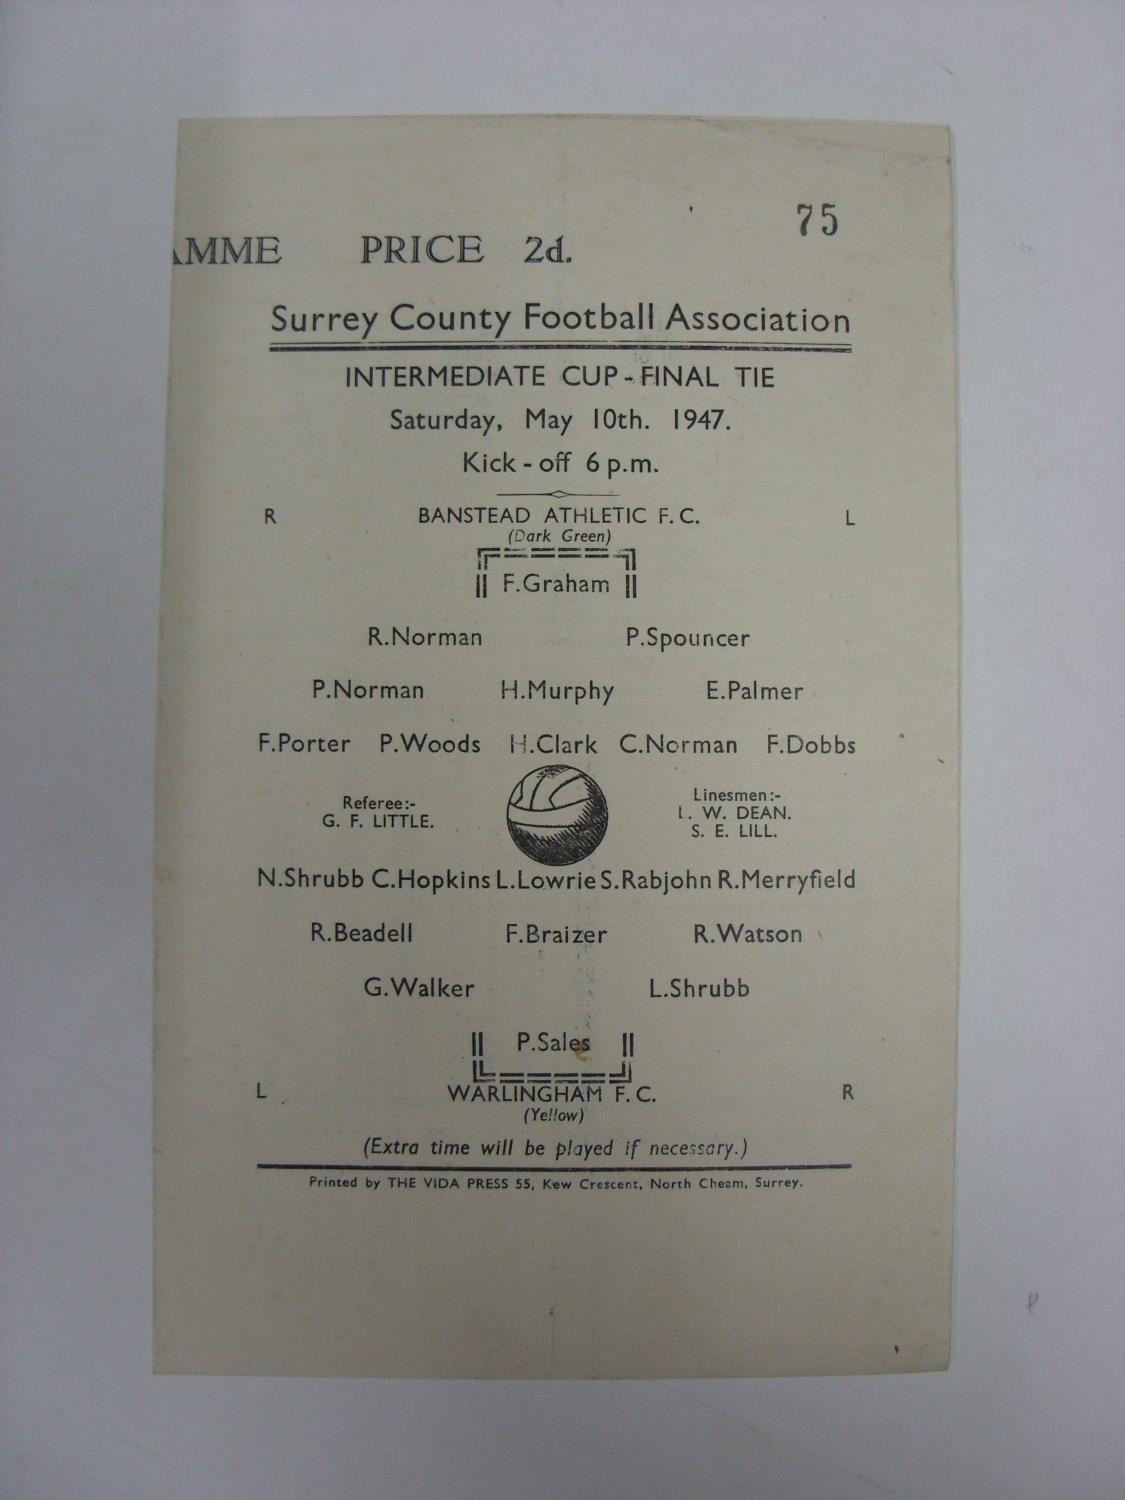 75
AMME PRICE 2d.
Surrey County Football Association
INTERMEDIATE CUP - FINAL TIE
Saturday, May 10th. 1947.
Kick - off 6 p.m.
R BANSTEAD ATHLETIC F. C. L
(Dark Green)
F.Graham
R.Norman P.Spouncer
P.Norman H.Murphy E.Palmer
F.Porter P.Woods H.Clark C.Norman F.Dobbs
Referee:-
G. F. LITTLE.
Linesmen:-
L. W. DEAN.
S. E. LILL.
N.Shrubb C.Hopkins L.Lowrie S.Rabjohn R.Merryfield
R.Beadell F.Braizer R.Watson
G.Walker L.Shrubb
P.Sales
L WARLINGHAM F. C. R
(Yellow)
(Extra time will be played if necessary.)
Printed by THE VIDA PRESS 55, Kew Crescent, North Cheam, Surrey.